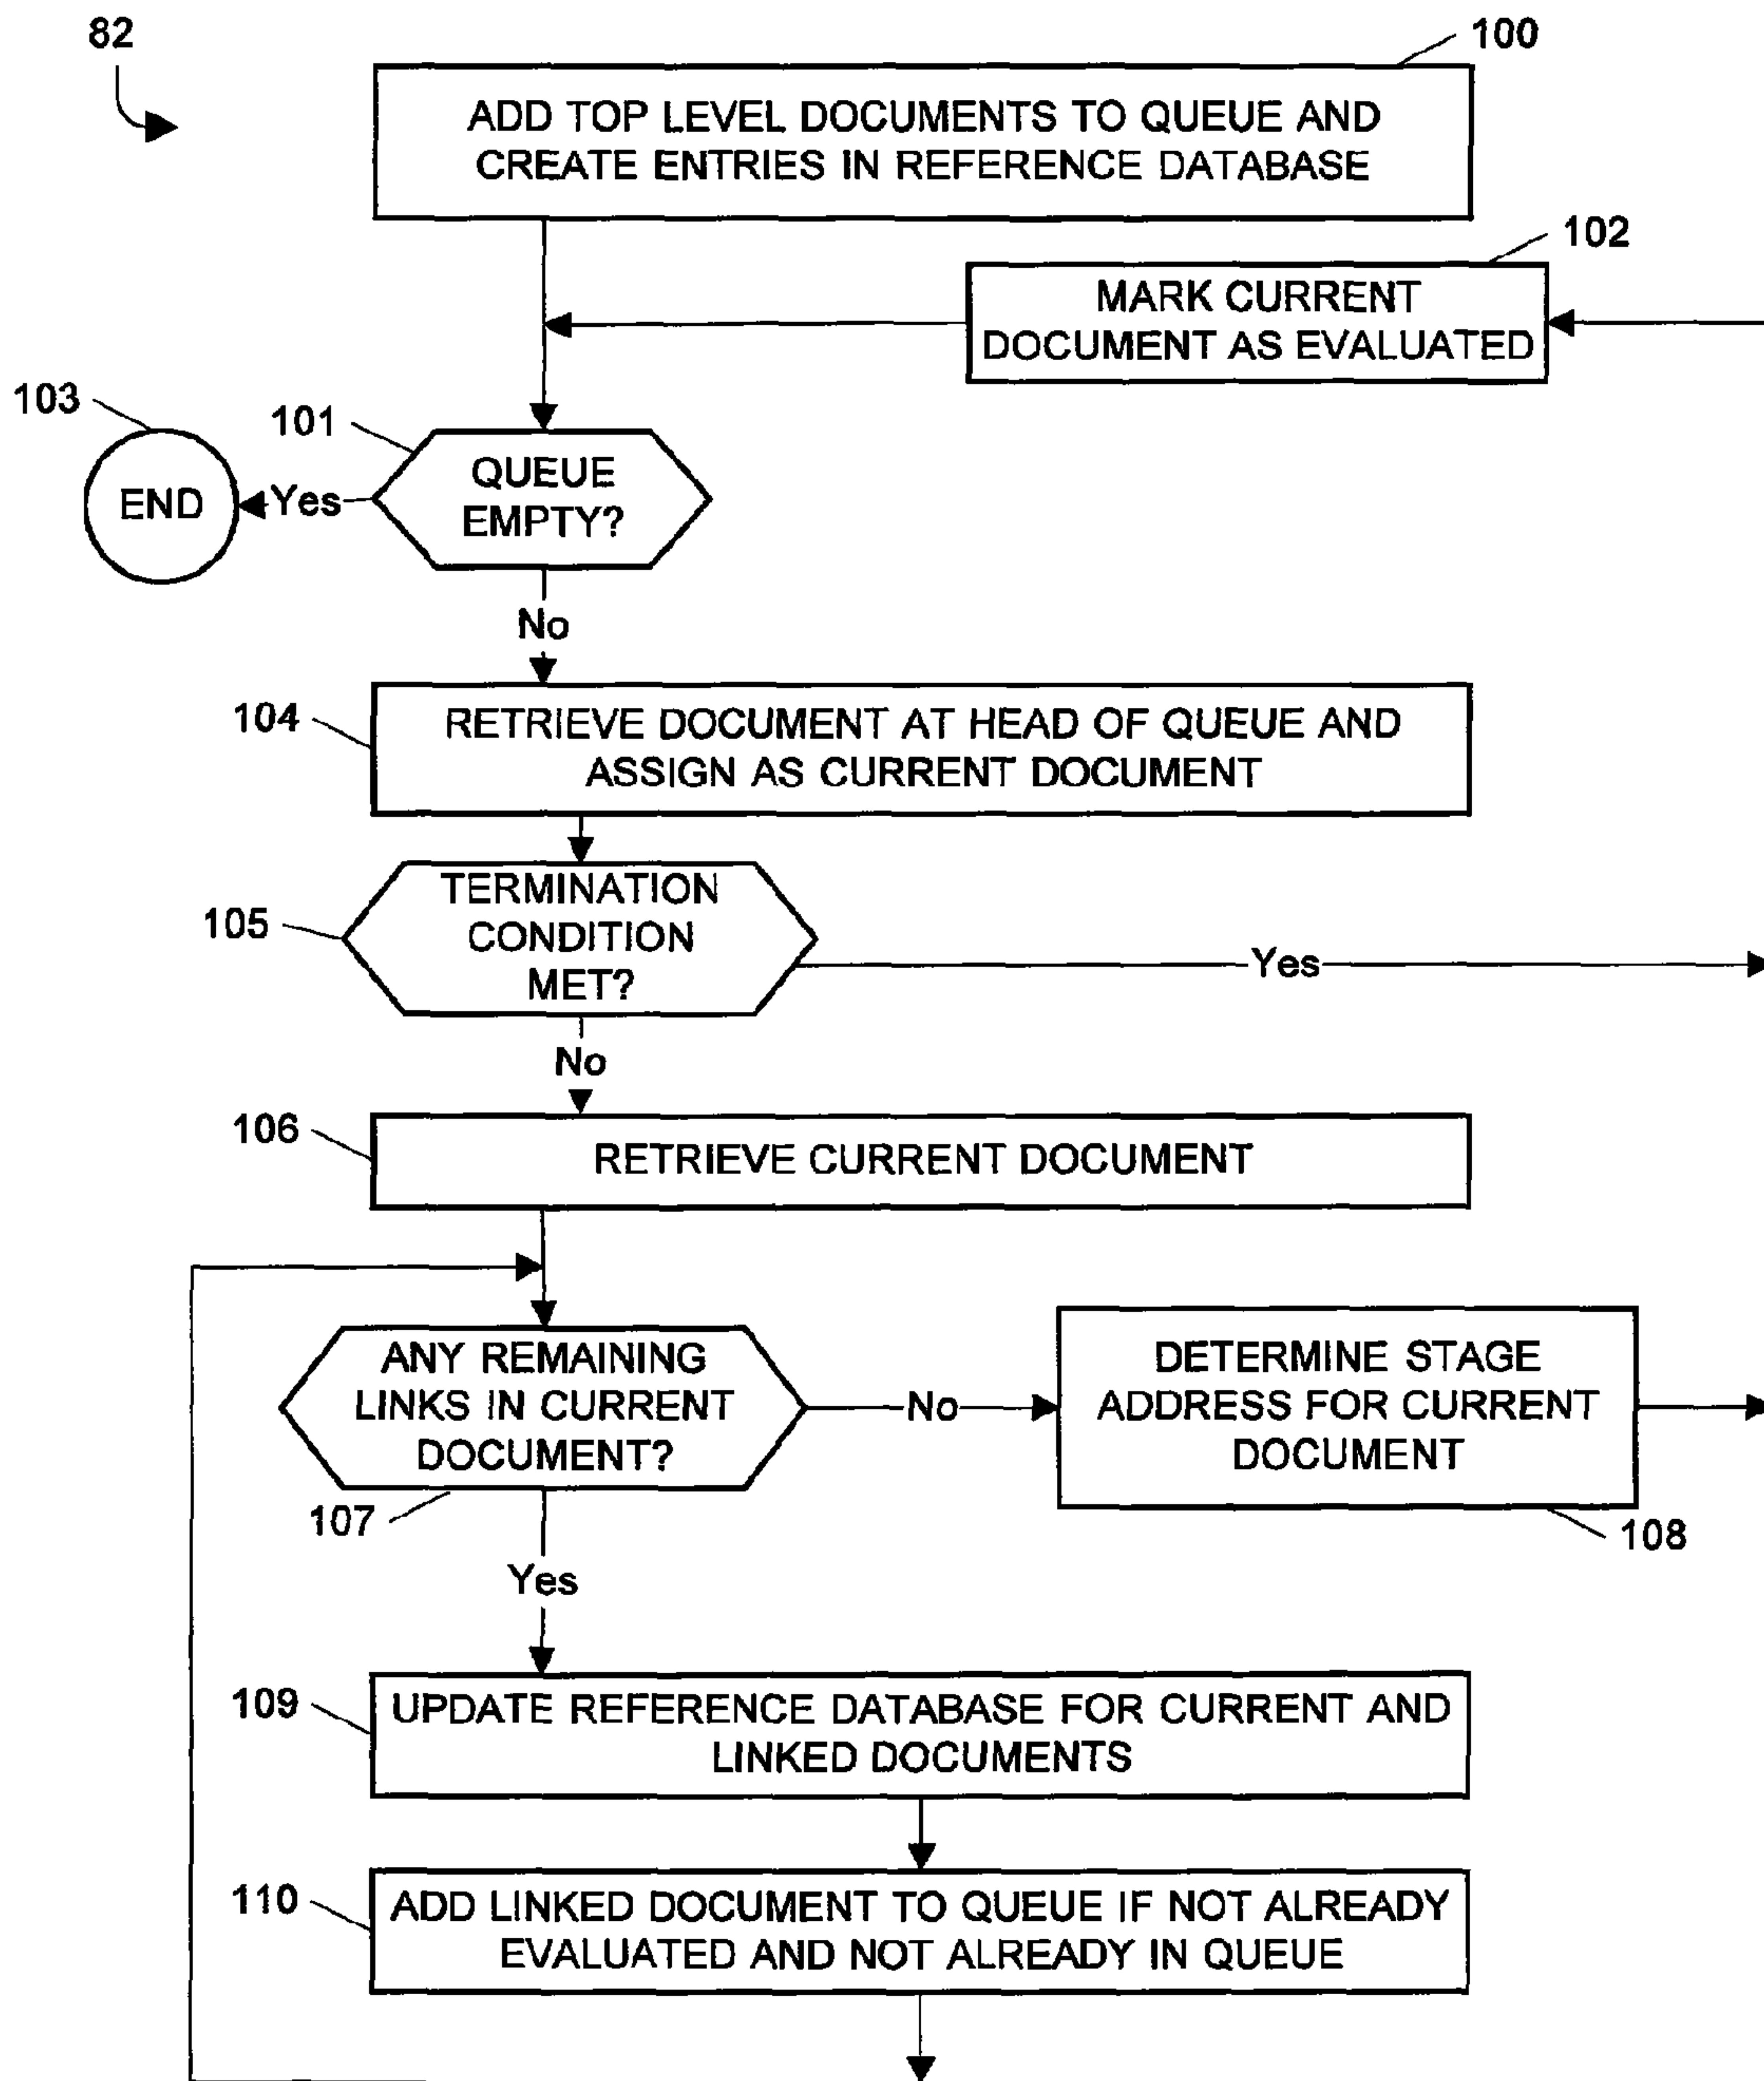 82
100
ADD TOP LEVEL DOCUMENTS TO QUEUE AND
CREATE ENTRIES IN REFERENCE DATABASE
102
MARK CURRENT
DOCUMENT AS EVALUATED
103
END
Yes
101
QUEUE
EMPTY?
No
104
RETRIEVE DOCUMENT AT HEAD OF QUEUE AND
ASSIGN AS CURRENT DOCUMENT
105
TERMINATION
CONDITION
MET?
Yes
No
106
RETRIEVE CURRENT DOCUMENT
ANY REMAINING
LINKS IN CURRENT
DOCUMENT?
107
No
DETERMINE STAGE
ADDRESS FOR CURRENT
DOCUMENT
108
Yes
109
UPDATE REFERENCE DATABASE FOR CURRENT AND
LINKED DOCUMENTS
110
ADD LINKED DOCUMENT TO QUEUE IF NOT ALREADY
EVALUATED AND NOT ALREADY IN QUEUE